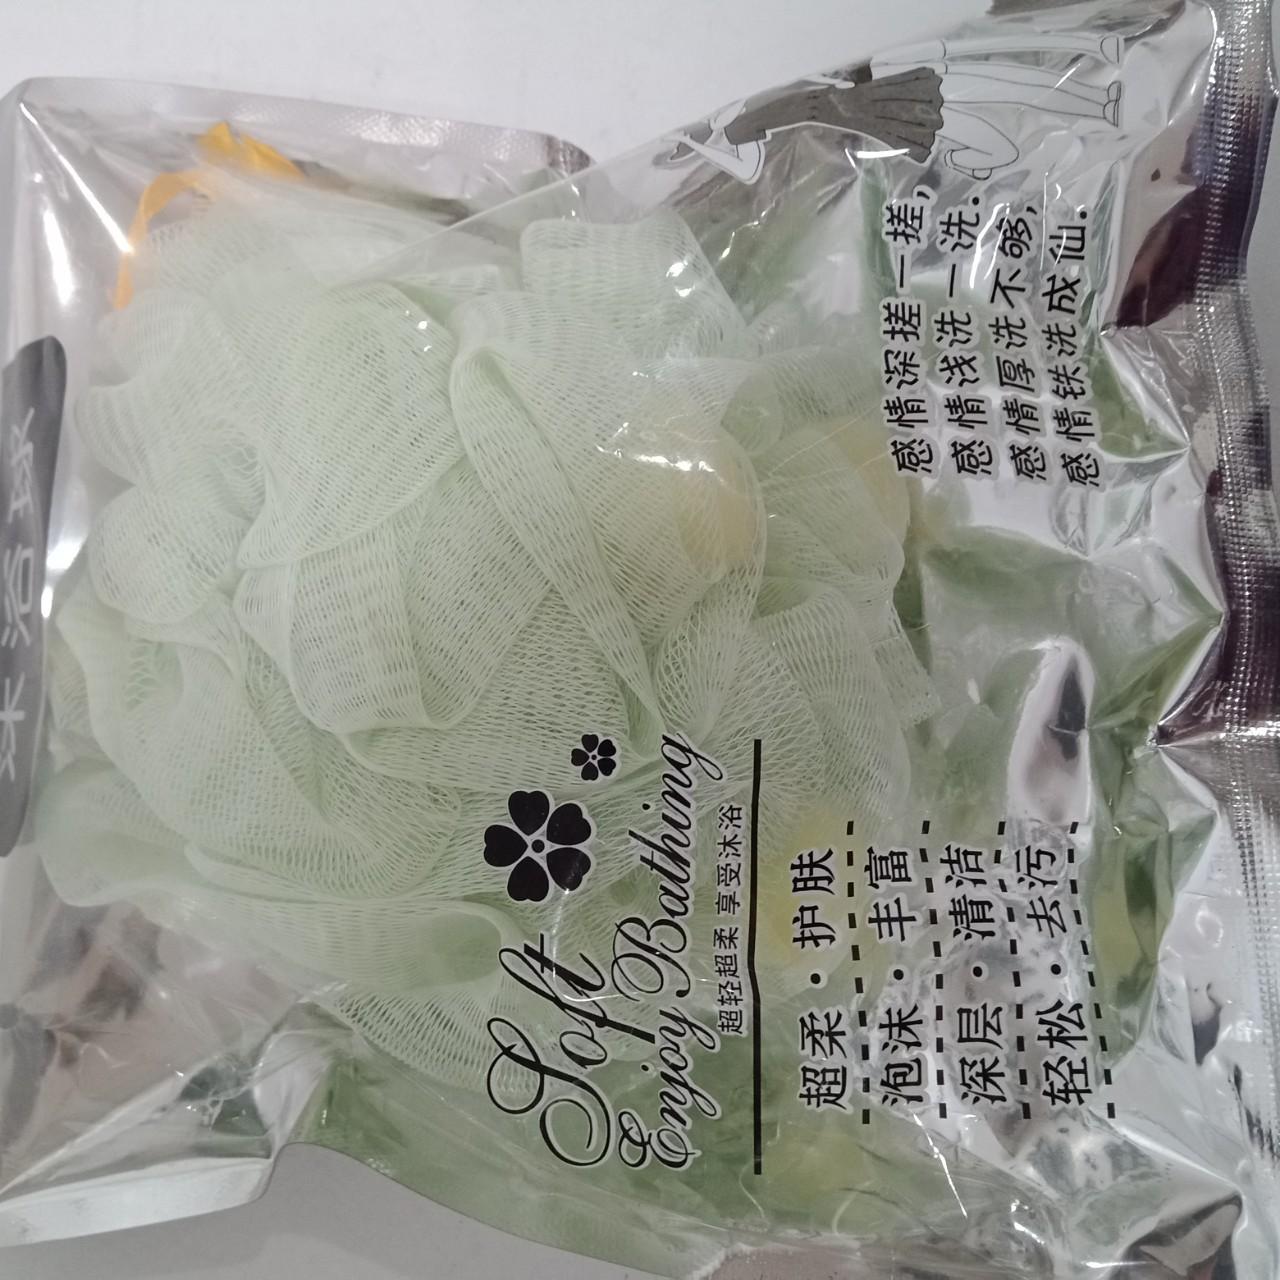 沐浴球
Soft
Enjoy Bathing
超轻超柔 享受沐浴
超柔·护肤
泡沫·丰富
深层·清洁
轻松·去污
感情深搓一搓,
感情浅洗一洗.
感情厚洗不够,
感情铁洗成仙.